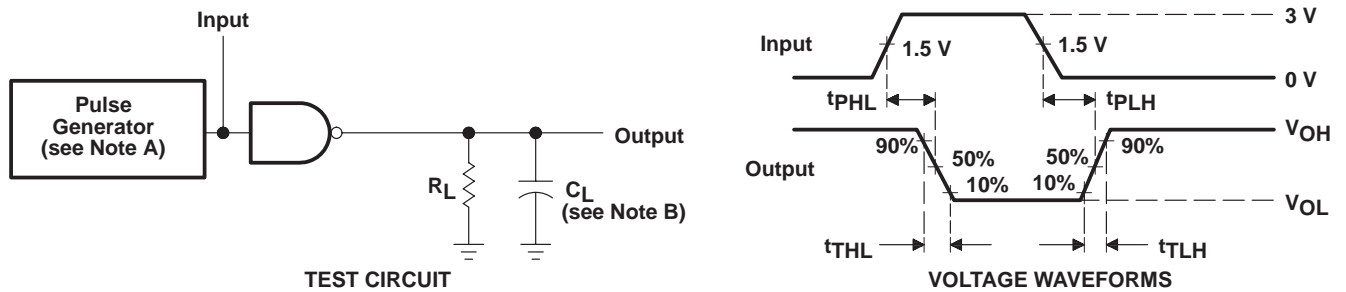 Input
Pulse
Generator
(see Note A)
Output
RL
CL
(see Note B)
TEST CIRCUIT
3 V
Input
1.5 V
1.5 V
0 V
tPHL
tPLH
VOH
90%
50%
50%
90%
Output
10%
10%
VOL
tTHL
tTLH
VOLTAGE WAVEFORMS